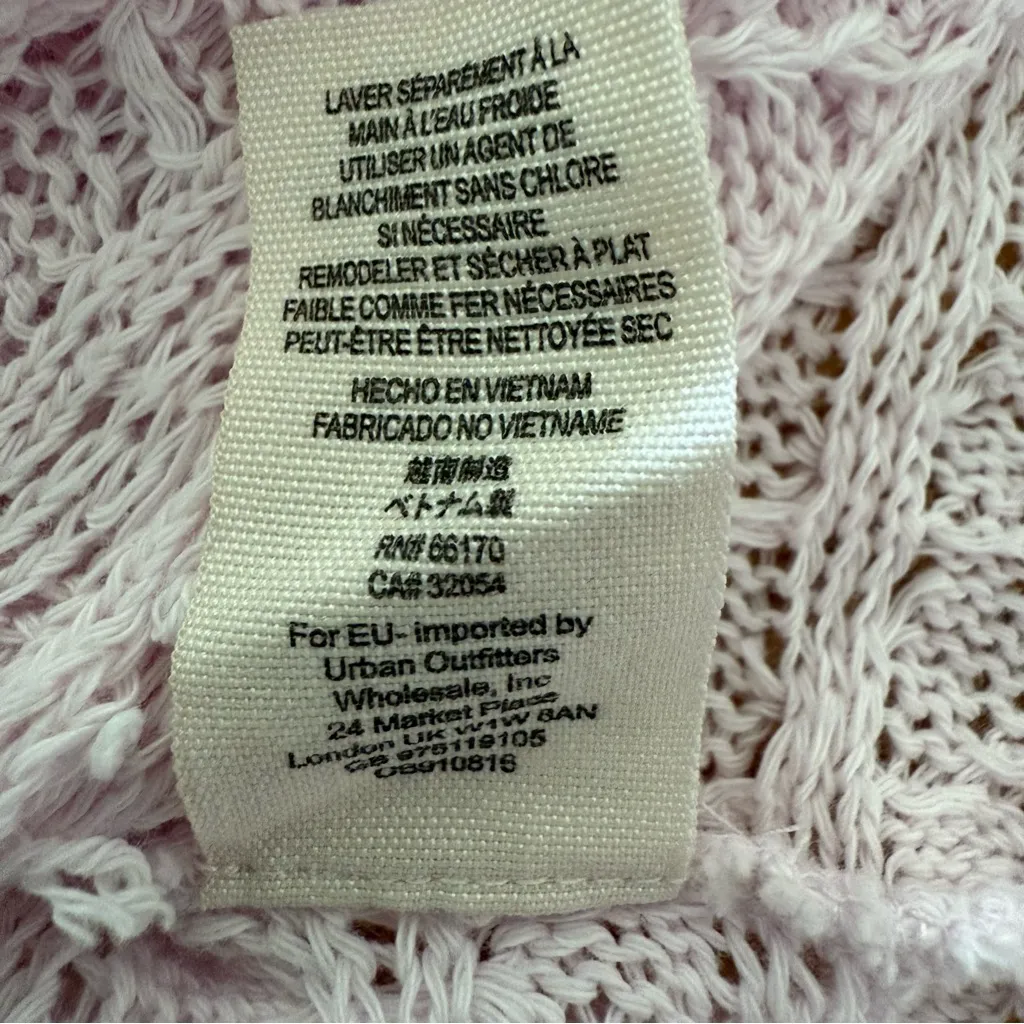 LAVER SÉPARÉMENT À LA
MAIN À L'EAU FROIDE
UTILISER UN AGENT DE
BLANCHIMENT SANS CHLORE
SI NÉCESSAIRE
REMODELER ET SÉCHER À PLAT
FAIBLE COMME FER NÉCESSAIRES
PEUT-ÊTRE ÊTRE NETTOYÉE SEC
HECHO EN VIETNAM
FABRICADO NO VIETNAME
越南制造
ベトナム製
RN# 66170
CA# 32054
For EU- imported by
Urban Outfitters
Wholesale, Inc
24 Market Place
London UK W1W 8AN
GB 975119105